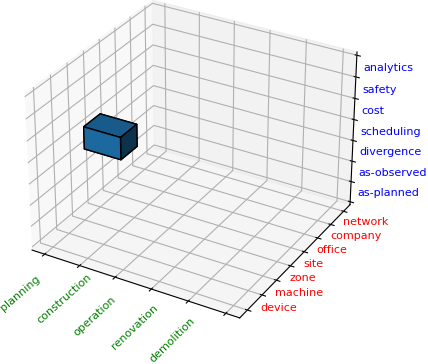 analytics
safety
cost
scheduling
divergence
as-observed
as-planned
network
company
office
site
zone
machine
device
planning
construction
operation
renovation
demolition